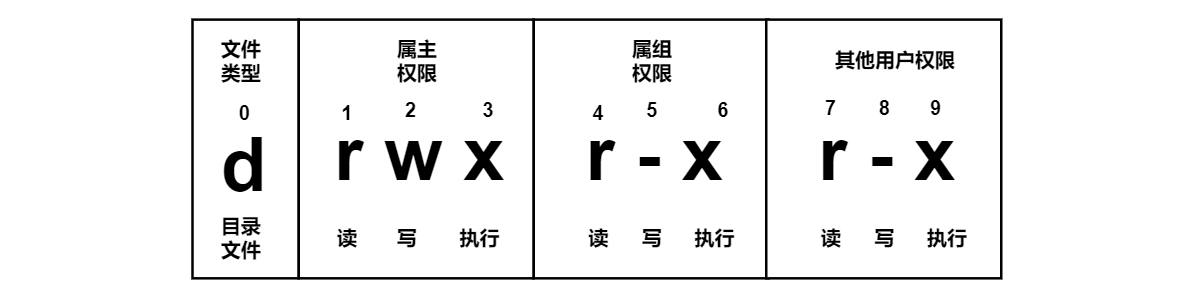 文件
类型
属主
权限
属组
权限
其他用户权限
0 1 2 3 4 5 6 7 8 9
d r w x r - x r - x
目录
文件
读 写 执行 读 写 执行 读 写 执行